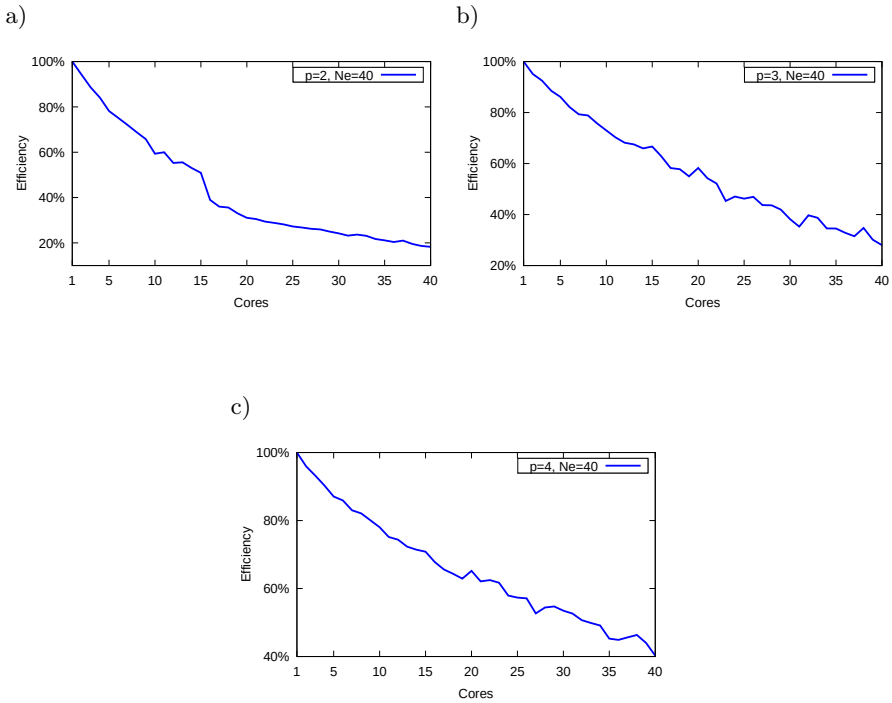 a)
100%
80%
60%
40%
20%
Efficiency
p=2, Ne=40
1 5 10 15 20 25 30 35 40
Cores
b)
100%
80%
60%
40%
20%
Efficiency
p=3, Ne=40
1 5 10 15 20 25 30 35 40
Cores
c)
100%
80%
60%
40%
Efficiency
p=4, Ne=40
1 5 10 15 20 25 30 35 40
Cores